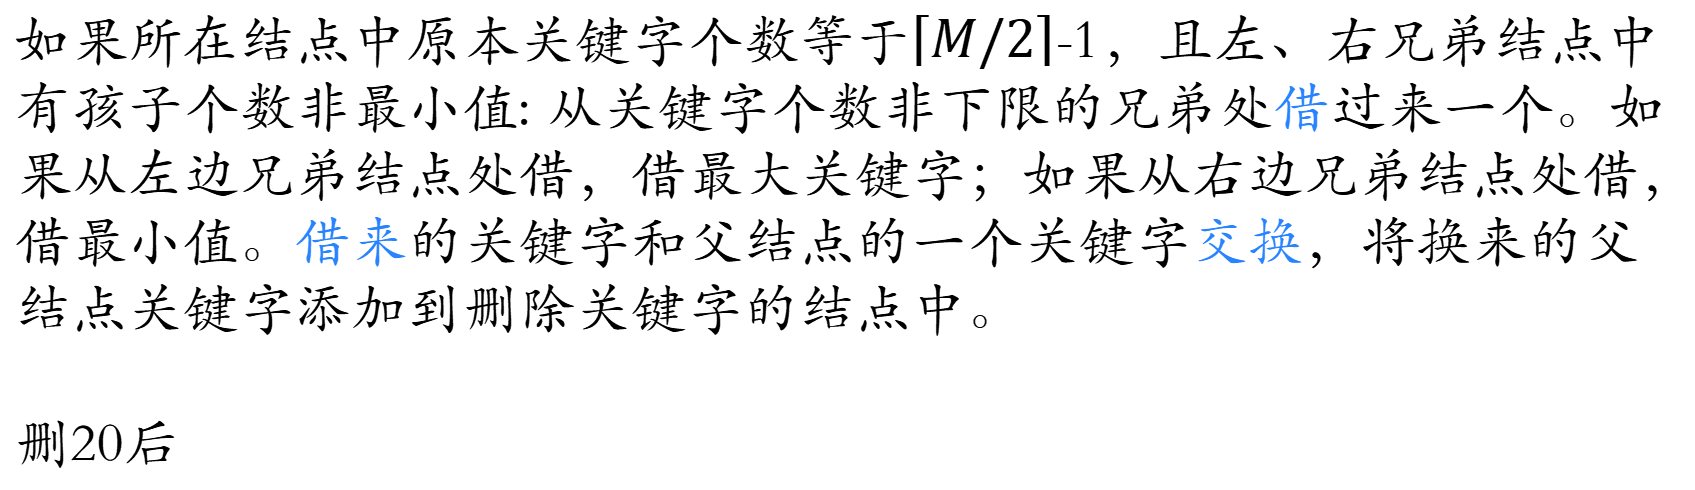 如果所在结点中原本关键字个数等于⌈M/2⌉-1，且左、右兄弟结点中
有孩子个数非最小值: 从关键字个数非下限的兄弟处借过来一个。如
果从左边兄弟结点处借，借最大关键字；如果从右边兄弟结点处借，
借最小值。借来的关键字和父结点的一个关键字交换，将换来的父
结点关键字添加到删除关键字的结点中。
删20后